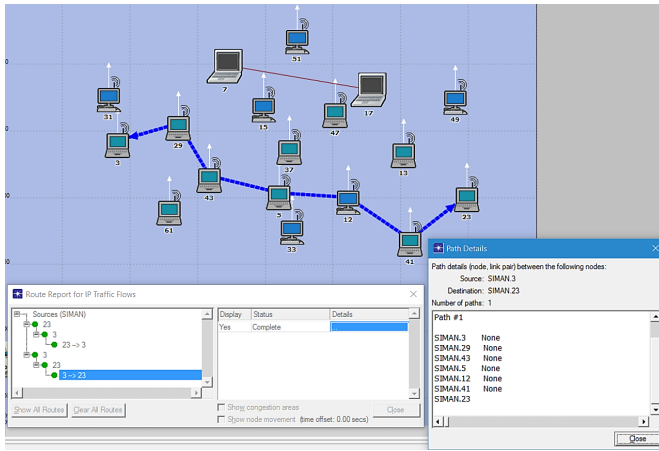 51
7
17
31
15
47
49
3
29
37
13
43
5
61
12
23
33
41
Path Details
Path details (node, link pair) between the following nodes:
Source: SIMAN.3
Destination: SIMAN.23
Number of paths: 1
Path #1
SIMAN.3 None
SIMAN.29 None
SIMAN.43 None
SIMAN.5 None
SIMAN.12 None
SIMAN.41 None
SIMAN.23
Close
Route Report for IP Traffic Flows
Sources (SIMAN)
23
3
23 -> 3
3
23
3 -> 23
Display Status Details
Yes Complete ...
Show All Routes Clear All Routes
Show congestion areas
Show node movement (time offset: 0.00 secs)
Close